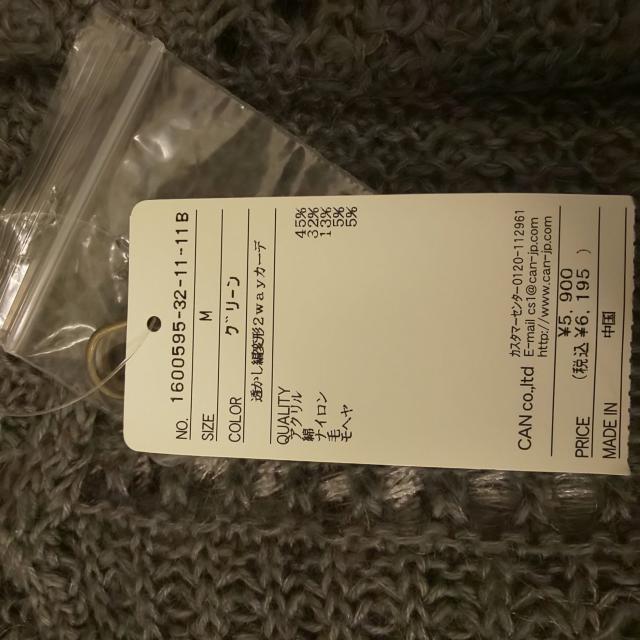 NO. 1600595-32-11-11B
SIZE M
COLOR グリーン
透かし編変形2wayカーデ
QUALITY
アクリル 45%
綿 32%
ナイロン 13%
毛 5%
モヘヤ 5%
CAN co.,ltd
カスタマーセンター0120-112961
E-mail cs1@can-jp.com
http://www.can-jp.com
PRICE ¥5,900
(税込 ¥6,195 )
MADE IN 中国